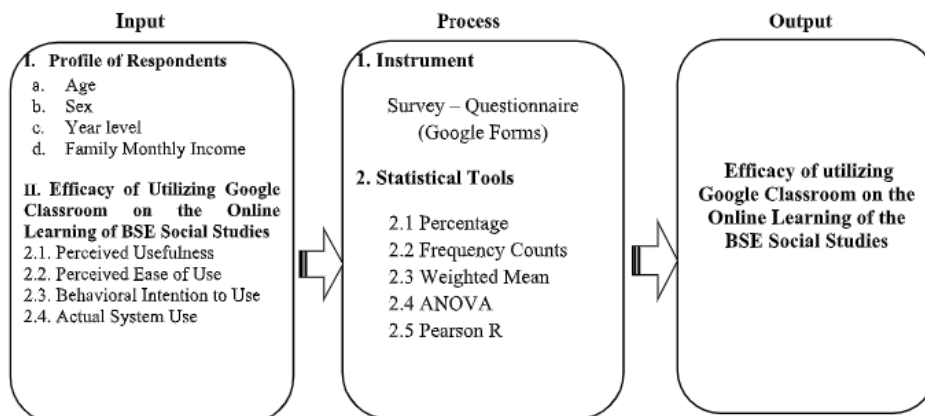 Input
I. Profile of Respondents
a. Age
b. Sex
c. Year level
d. Family Monthly Income
II. Efficacy of Utilizing Google
Classroom on the Online
Learning of BSE Social Studies
2.1. Perceived Usefulness
2.2. Perceived Ease of Use
2.3. Behavioral Intention to Use
2.4. Actual System Use
Process
1. Instrument
Survey – Questionnaire
(Google Forms)
2. Statistical Tools
2.1 Percentage
2.2 Frequency Counts
2.3 Weighted Mean
2.4 ANOVA
2.5 Pearson R
Output
Efficacy of utilizing
Google Classroom on the
Online Learning of the
BSE Social Studies